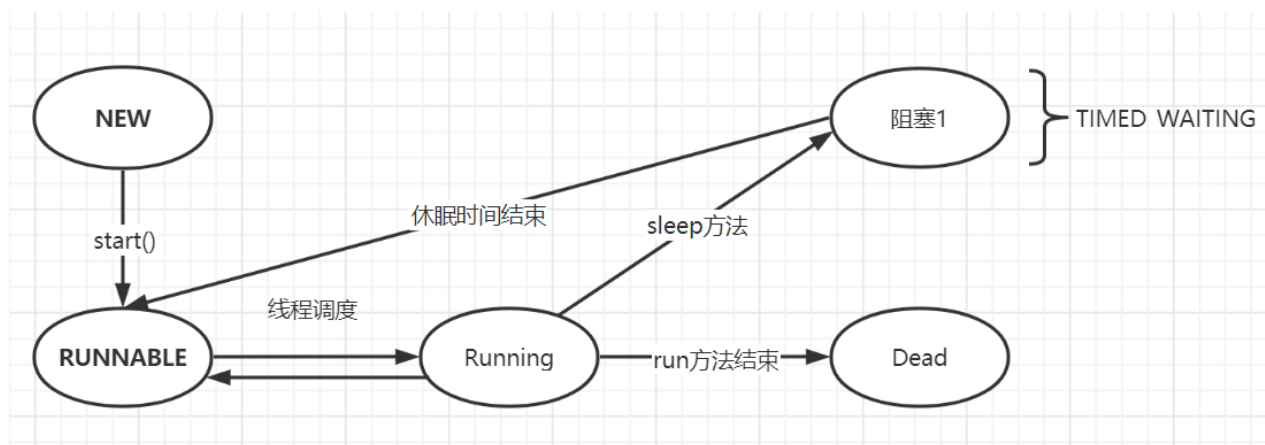 NEW
阻塞1
TIMED WAITING
休眠时间结束
sleep方法
start()
线程调度
RUNNABLE
Running
run方法结束
Dead